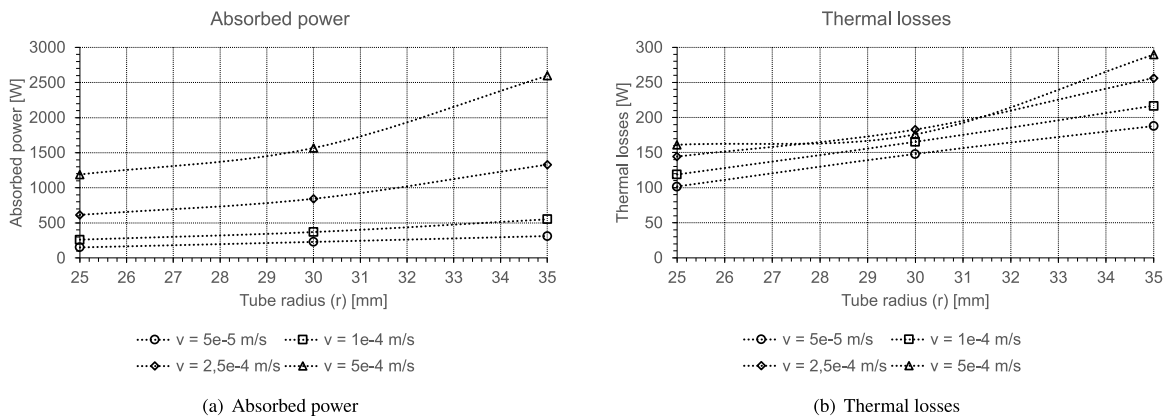 Absorbed power
3000
2500
2000
1500
1000
500
0
Absorbed power [W]
25 26 27 28 29 30 31 32 33 34 35
Tube radius (r) [mm]
v = 5e-5 m/s v = 1e-4 m/s
v = 2,5e-4 m/s v = 5e-4 m/s
(a) Absorbed power
Thermal losses
300
250
200
150
100
50
0
Thermal losses [W]
25 26 27 28 29 30 31 32 33 34 35
Tube radius (r) [mm]
v = 5e-5 m/s v = 1e-4 m/s
v = 2,5e-4 m/s v = 5e-4 m/s
(b) Thermal losses